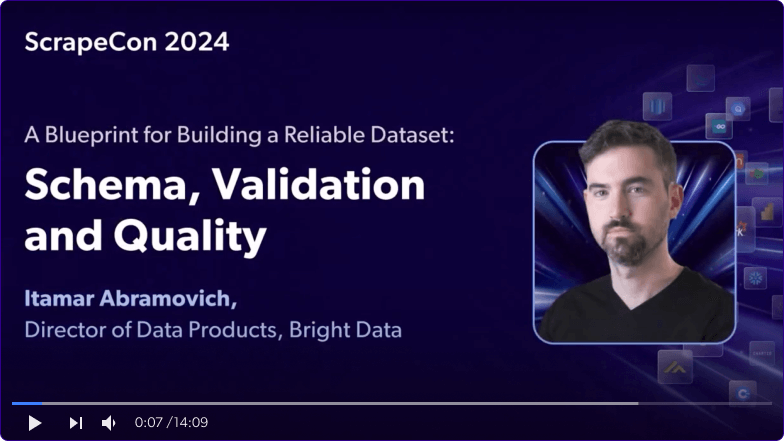 ScrapeCon 2024
A Blueprint for Building a Reliable Dataset:
Schema, Validation
and Quality
Itamar Abramovich,
Director of Data Products, Bright Data
0:07 /14:09